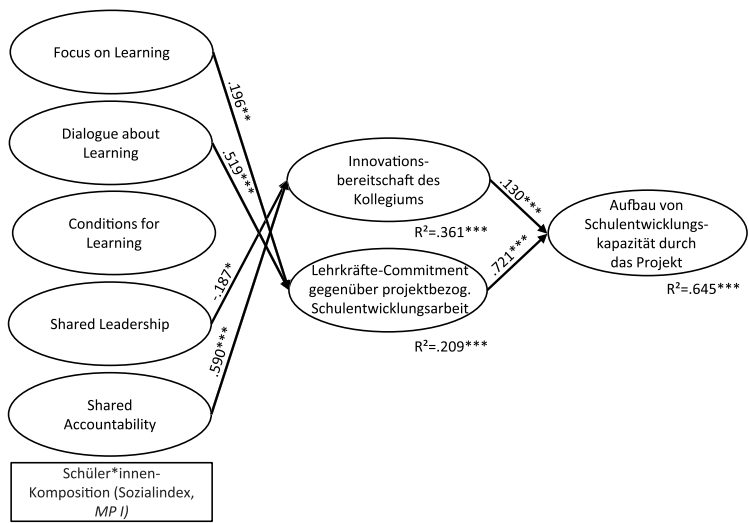 Focus on Learning
Dialogue about
Learning
Conditions for
Learning
Shared Leadership
Shared
Accountability
Schüler*innen-
Komposition (Sozialindex,
MP I)
.196**
.519***
-.187*
.590***
Innovations-
bereitschaft des
Kollegiums
R²=.361***
Lehrkräfte-Commitment
gegenüber projektbezog.
Schulentwicklungsarbeit
R²=.209***
.130***
.721***
Aufbau von
Schulentwicklungs-
kapazität durch
das Projekt
R²=.645***